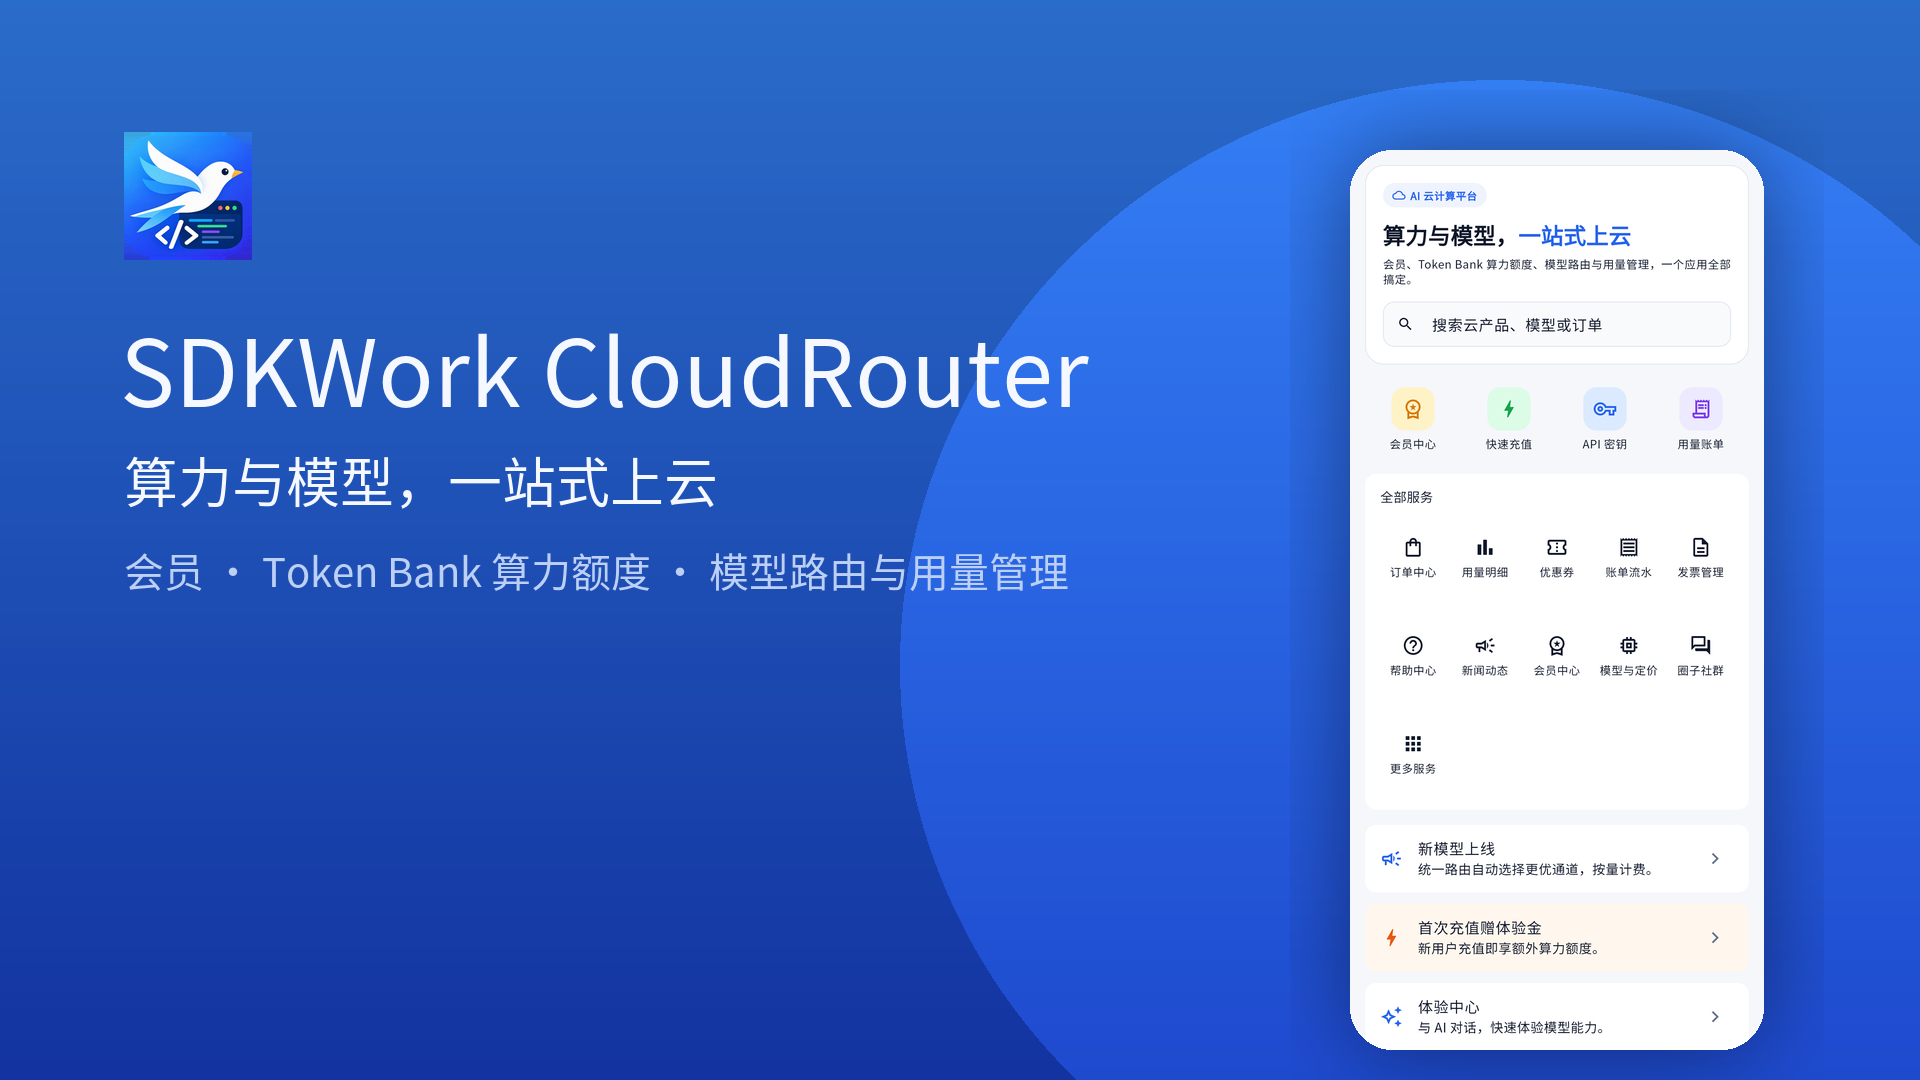 SDKWork CloudRouter
算力与模型，一站式上云
会员 · Token Bank 算力额度 · 模型路由与用量管理
</>
AI 云计算平台
算力与模型，一站式上云
会员、Token Bank 算力额度、模型路由与用量管理，一个应用全部
搞定。
搜索云产品、模型或订单
会员中心 快速充值 API 密钥 用量账单
全部服务
订单中心 用量明细 优惠券 账单流水 发票管理
帮助中心 新闻动态 会员中心 模型与定价 圈子社群
更多服务
新模型上线
统一路由自动选择更优通道，按量计费。
首次充值赠体验金
新用户充值即享额外算力额度。
体验中心
与 AI 对话，快速体验模型能力。